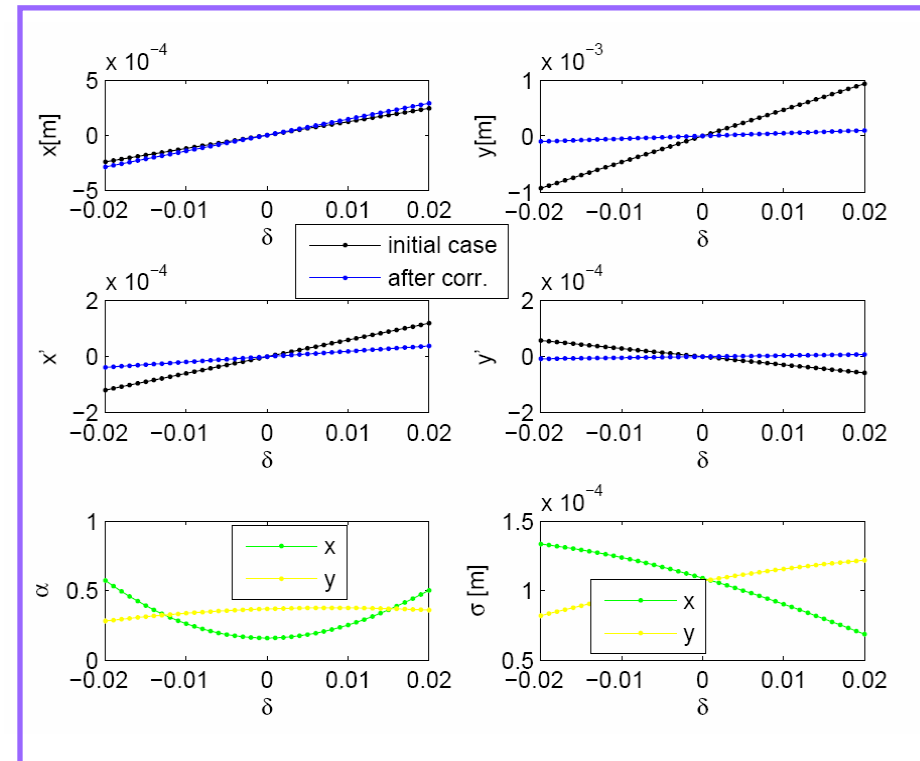 x 10⁻⁴
5
0
−5
x[m]
−0.02 −0.01 0 0.01 0.02
δ
x 10⁻³
1
0
−1
y[m]
−0.02 −0.01 0 0.01 0.02
δ
initial case
after corr.
x 10⁻⁴
2
0
−2
x'
−0.02 −0.01 0 0.01 0.02
δ
x 10⁻⁴
2
0
−2
y'
−0.02 −0.01 0 0.01 0.02
δ
1
0.5
0
α
x
y
−0.02 −0.01 0 0.01 0.02
δ
x 10⁻⁴
1.5
1
0.5
σ [m]
x
y
−0.02 −0.01 0 0.01 0.02
δ